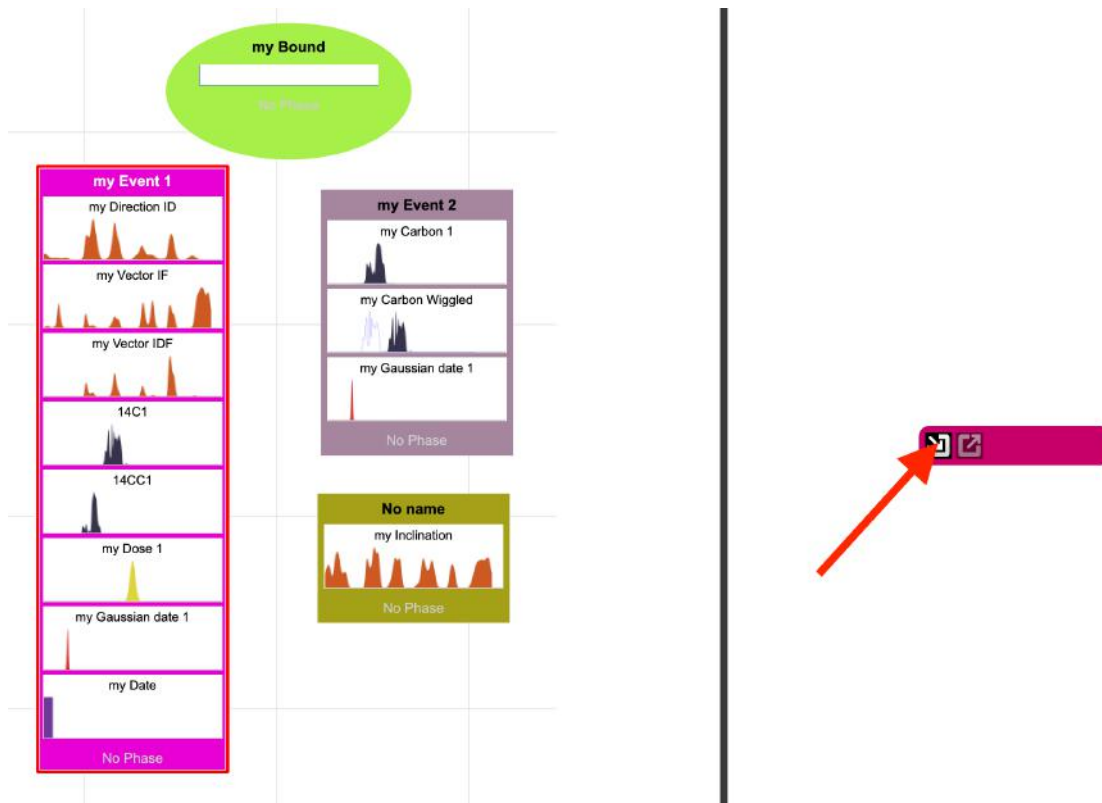 my Bound
No Phase
my Event 1
my Direction ID
my Vector IF
my Vector IDF
14C1
14CC1
my Dose 1
my Gaussian date 1
my Date
No Phase
my Event 2
my Carbon 1
my Carbon Wiggled
my Gaussian date 1
No Phase
No name
my Inclination
No Phase